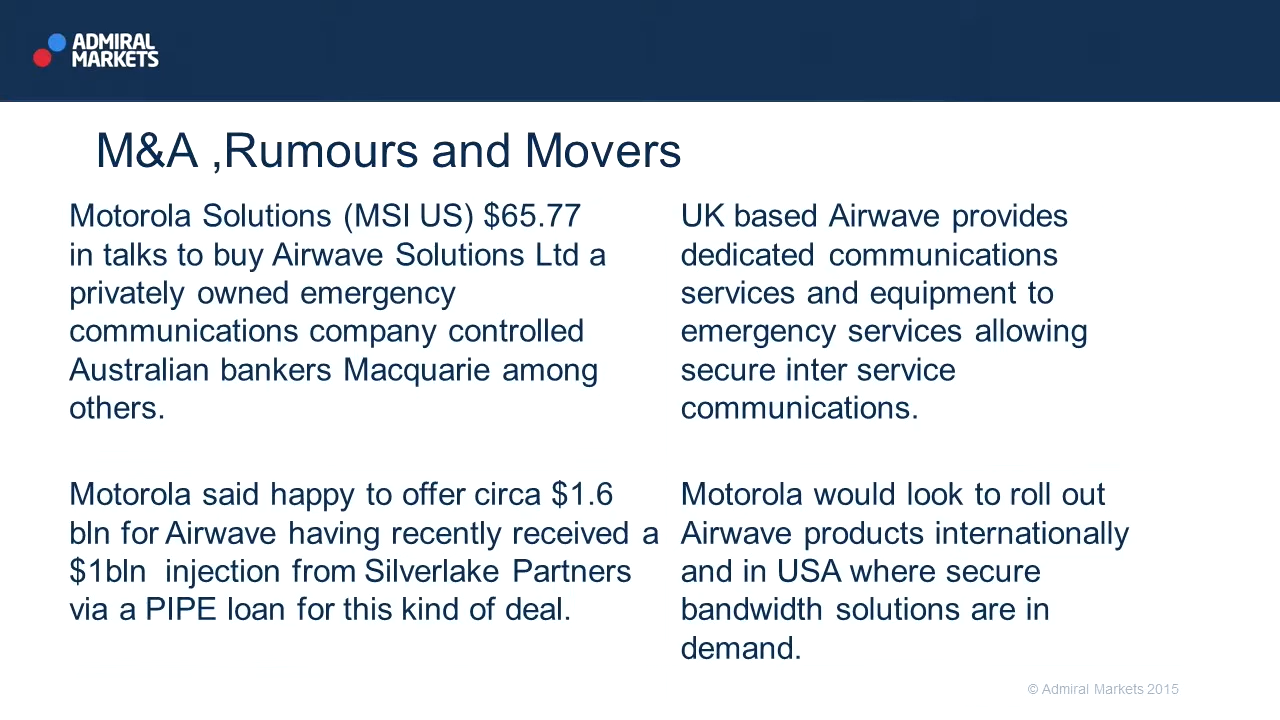 ADMIRAL
MARKETS
M&A ,Rumours and Movers
Motorola Solutions (MSI US) $65.77
in talks to buy Airwave Solutions Ltd a
privately owned emergency
communications company controlled
Australian bankers Macquarie among
others.
Motorola said happy to offer circa $1.6
bln for Airwave having recently received a
$1bln  injection from Silverlake Partners
via a PIPE loan for this kind of deal.
UK based Airwave provides
dedicated communications
services and equipment to
emergency services allowing
secure inter service
communications.
Motorola would look to roll out
Airwave products internationally
and in USA where secure
bandwidth solutions are in
demand.
© Admiral Markets 2015